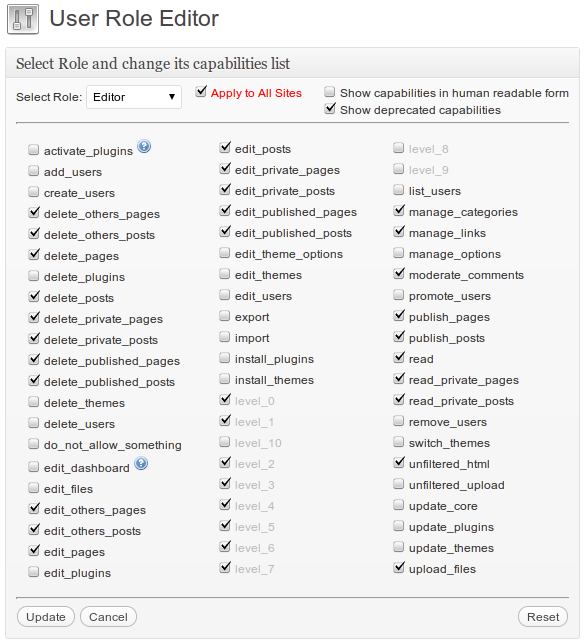 User Role Editor
Select Role and change its capabilities list
Select Role: Editor
Apply to All Sites
Show capabilities in human readable form
Show deprecated capabilities
activate_plugins
add_users
create_users
delete_others_pages
delete_others_posts
delete_pages
delete_plugins
delete_posts
delete_private_pages
delete_private_posts
delete_published_pages
delete_published_posts
delete_themes
delete_users
do_not_allow_something
edit_dashboard
edit_files
edit_others_pages
edit_others_posts
edit_pages
edit_plugins
edit_posts
edit_private_pages
edit_private_posts
edit_published_pages
edit_published_posts
edit_theme_options
edit_themes
edit_users
export
import
install_plugins
install_themes
level_0
level_1
level_10
level_2
level_3
level_4
level_5
level_6
level_7
level_8
level_9
list_users
manage_categories
manage_links
manage_options
moderate_comments
promote_users
publish_pages
publish_posts
read
read_private_pages
read_private_posts
remove_users
switch_themes
unfiltered_html
unfiltered_upload
update_core
update_plugins
update_themes
upload_files
Update
Cancel
Reset